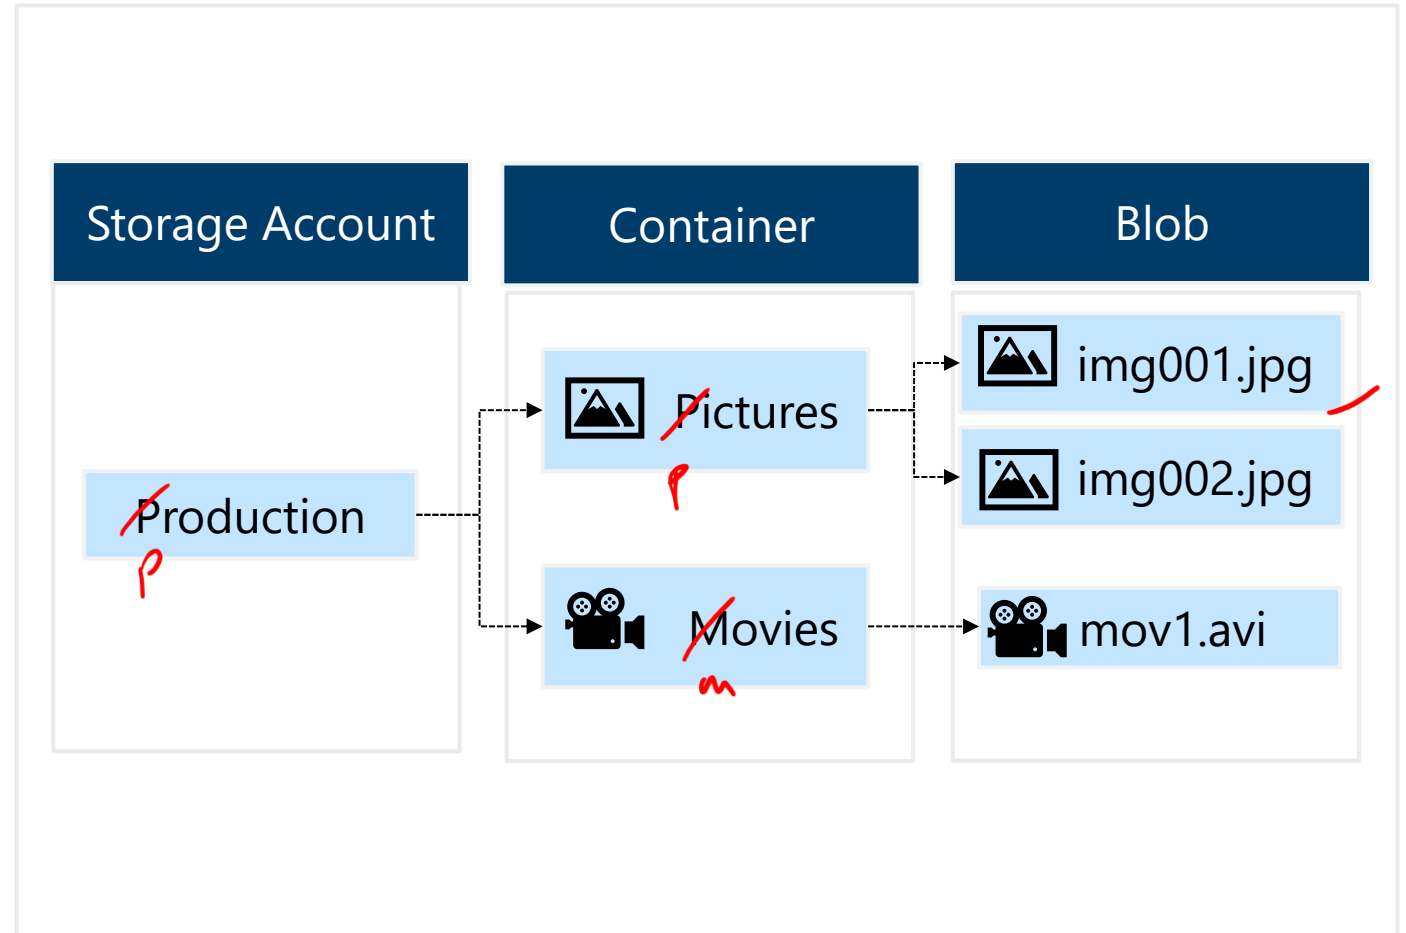 Storage Account
Container
Blob
Production
p
Pictures
p
Movies
m
img001.jpg
img002.jpg
mov1.avi